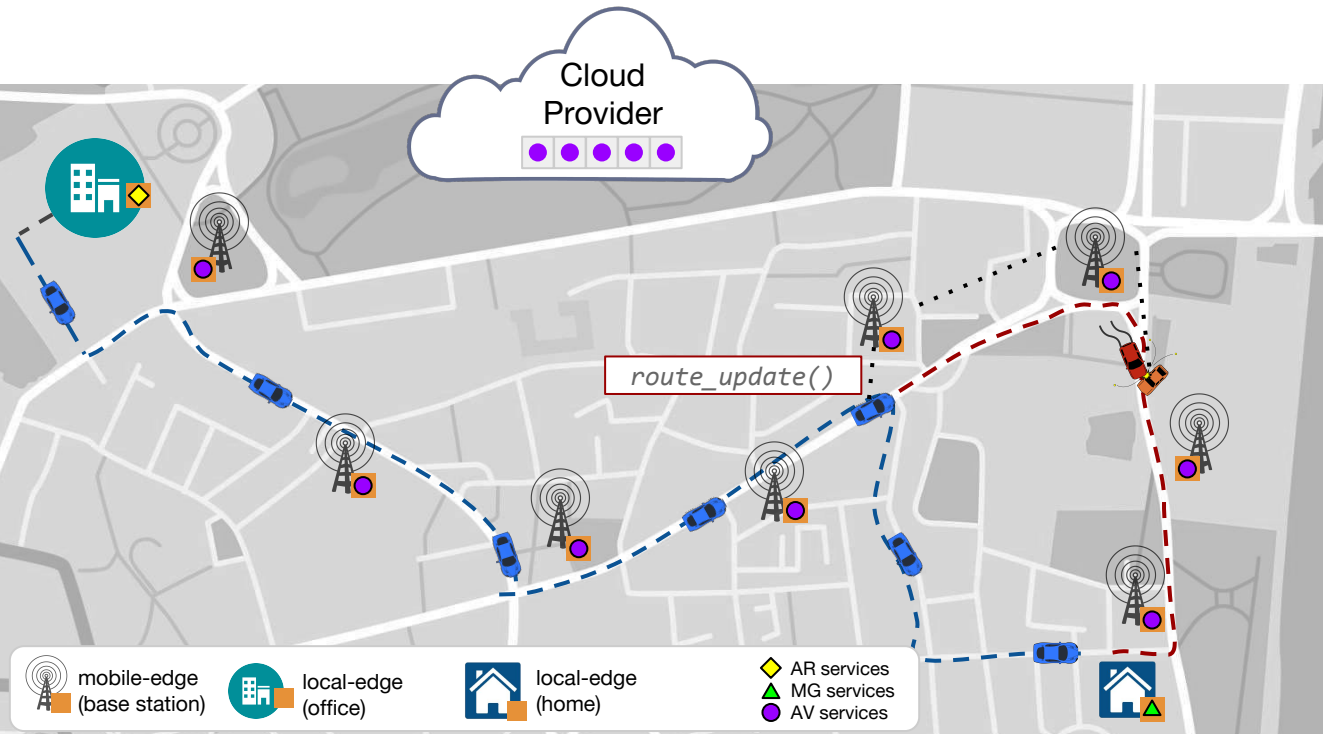 Cloud
Provider
route_update()
mobile-edge
(base station)
local-edge
(office)
local-edge
(home)
AR services
MG services
AV services